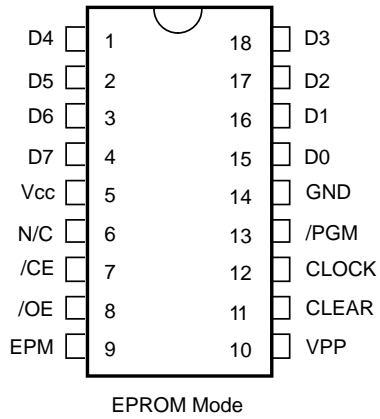 D4 1 18 D3
D5 2 17 D2
D6 3 16 D1
D7 4 15 D0
Vcc 5 14 GND
N/C 6 13 /PGM
/CE 7 12 CLOCK
/OE 8 11 CLEAR
EPM 9 10 VPP
EPROM Mode